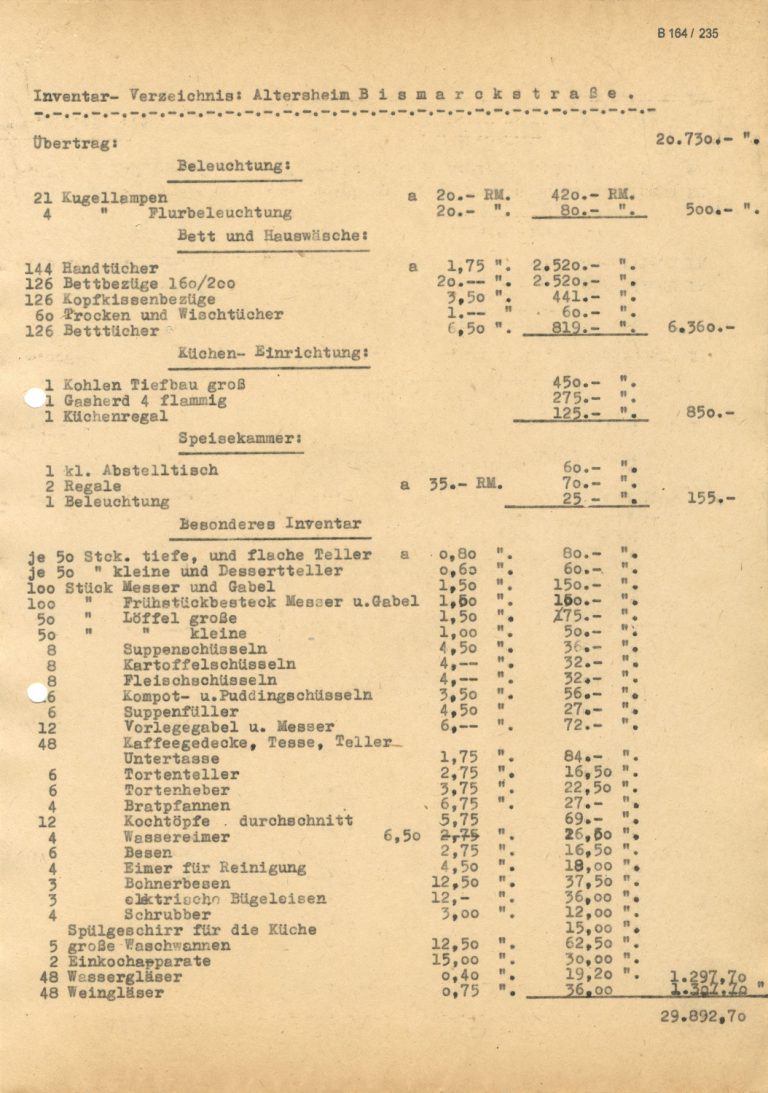 B 164 / 235
Inventar- Verzeichnis: Altersheim B i s m a r c k s t r a ß e .
-.-.-.-.-.-.-.-.-.-.-.-.-.-.-.-.-.-.-.-.-.-.-.-.-.-.-.-
Übertrag: 20.730.- ".
Beleuchtung:
21 Kugellampen a 20.- RM. 420.- RM.
4 " Flurbeleuchtung 20.- ". 80.- ". 500.- ".
Bett und Hauswäsche:
144 Handtücher a 1,75 ". 2.520.- ".
126 Bettbezüge 160/200 20.-- ". 2.520.- ".
126 Kopfkissenbezüge 3,50 ". 441.- ".
60 Trocken und Wischtücher 1.-- " 60.- ".
126 Betttücher 6,50 ". 819.- ". 6.360.-
Küchen- Einrichtung:
1 Kohlen Tiefbau groß 450.- ".
1 Gasherd 4 flammig 275.- ".
1 Küchenregal 125.- ". 850.-
Speisekammer:
1 kl. Abstelltisch 60.- ".
2 Regale a 35.- RM. 70.- ".
1 Beleuchtung 25 - ". 155.-
Besonderes Inventar
je 50 Stck. tiefe, und flache Teller a 0,80 ". 80.- ".
je 50 " kleine und Dessertteller 0,60 ". 60.- ".
100 Stück Messer und Gabel 1,50 ". 150.- ".
100 " Frühstückbesteck Messer u.Gabel ". ".
50 " Löffel große 1,50 ". 75.- ".
50 " " kleine 1,00 ". 50.- ".
8 Suppenschüsseln 4,50 ". 36.- ".
8 Kartoffelschüsseln 4,-- ". 32.- ".
8 Fleischschüsseln 4,-- ". 32.- ".
6 Kompot- u.Puddingschüsseln 3,50 ". 56.- ".
6 Suppenfüller 4,50 ". 27.- ".
12 Vorlegegabel u. Messer 6,-- ". 72.- ".
48 Kaffeegedecke, Tesse, Teller
Untertasse 1,75 ". 84.- ".
6 Tortenteller 2,75 ". 16,50 ".
6 Tortenheber 3,75 ". 22,50 ".
4 Bratpfannen 6,75 ". 27.- ".
12 Kochtöpfe . durchschnitt 5,75 69.- ".
4 Wassereimer 6,50 2,75 ". 26,00 ".
6 Besen 2,75 ". 16,50 ".
4 Eimer für Reinigung 4,50 ". 18,00 ".
3 Bohnerbesen 12,50 ". 37,50 ".
3 elektrische Bügeleisen 12,- ". 36,00 ".
4 Schrubber 3,00 ". 12,00 ".
Spülgeschirr für die Küche 15,00 ".
5 große Waschwannen 12,50 ". 62,50 ".
2 Einkochapparate 15,00 ". 30,00 ".
48 Wassergläser 0,40 ". 19,20 ". 1.297,70
48 Weingläser 0,75 ". 36,00 1.307.70 "
29.892,70